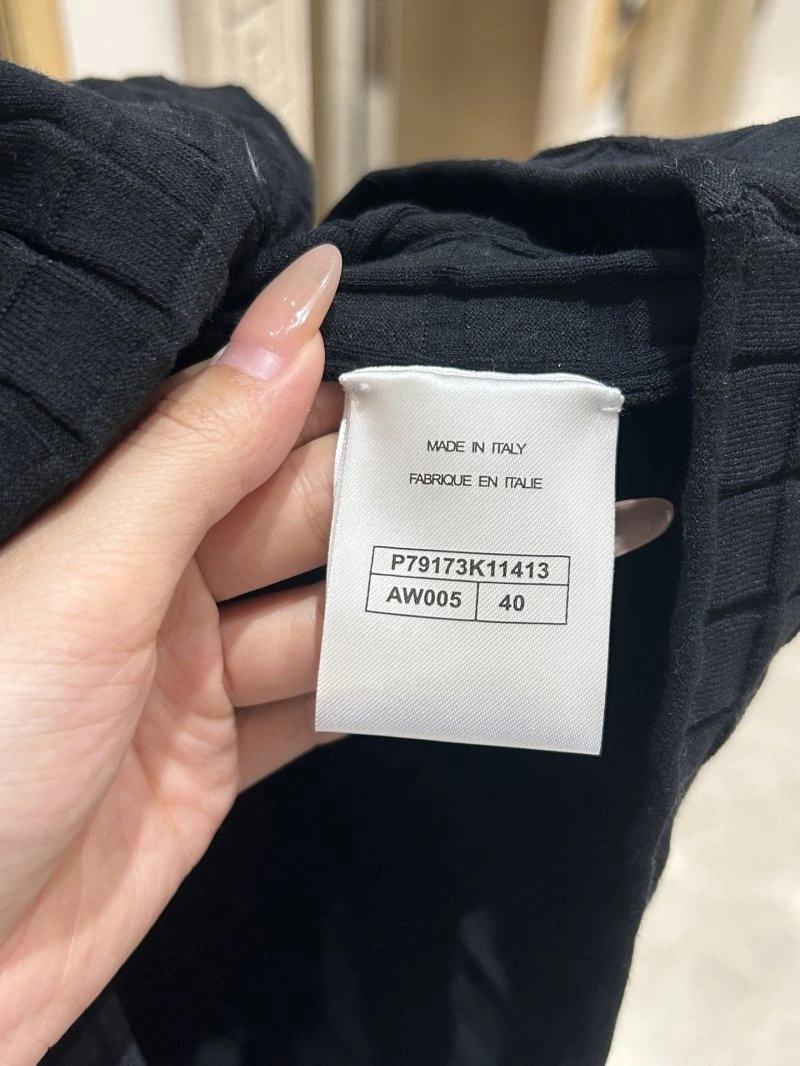 MADE IN ITALY
FABRIQUE EN ITALIE
P79173K11413
AW005 40